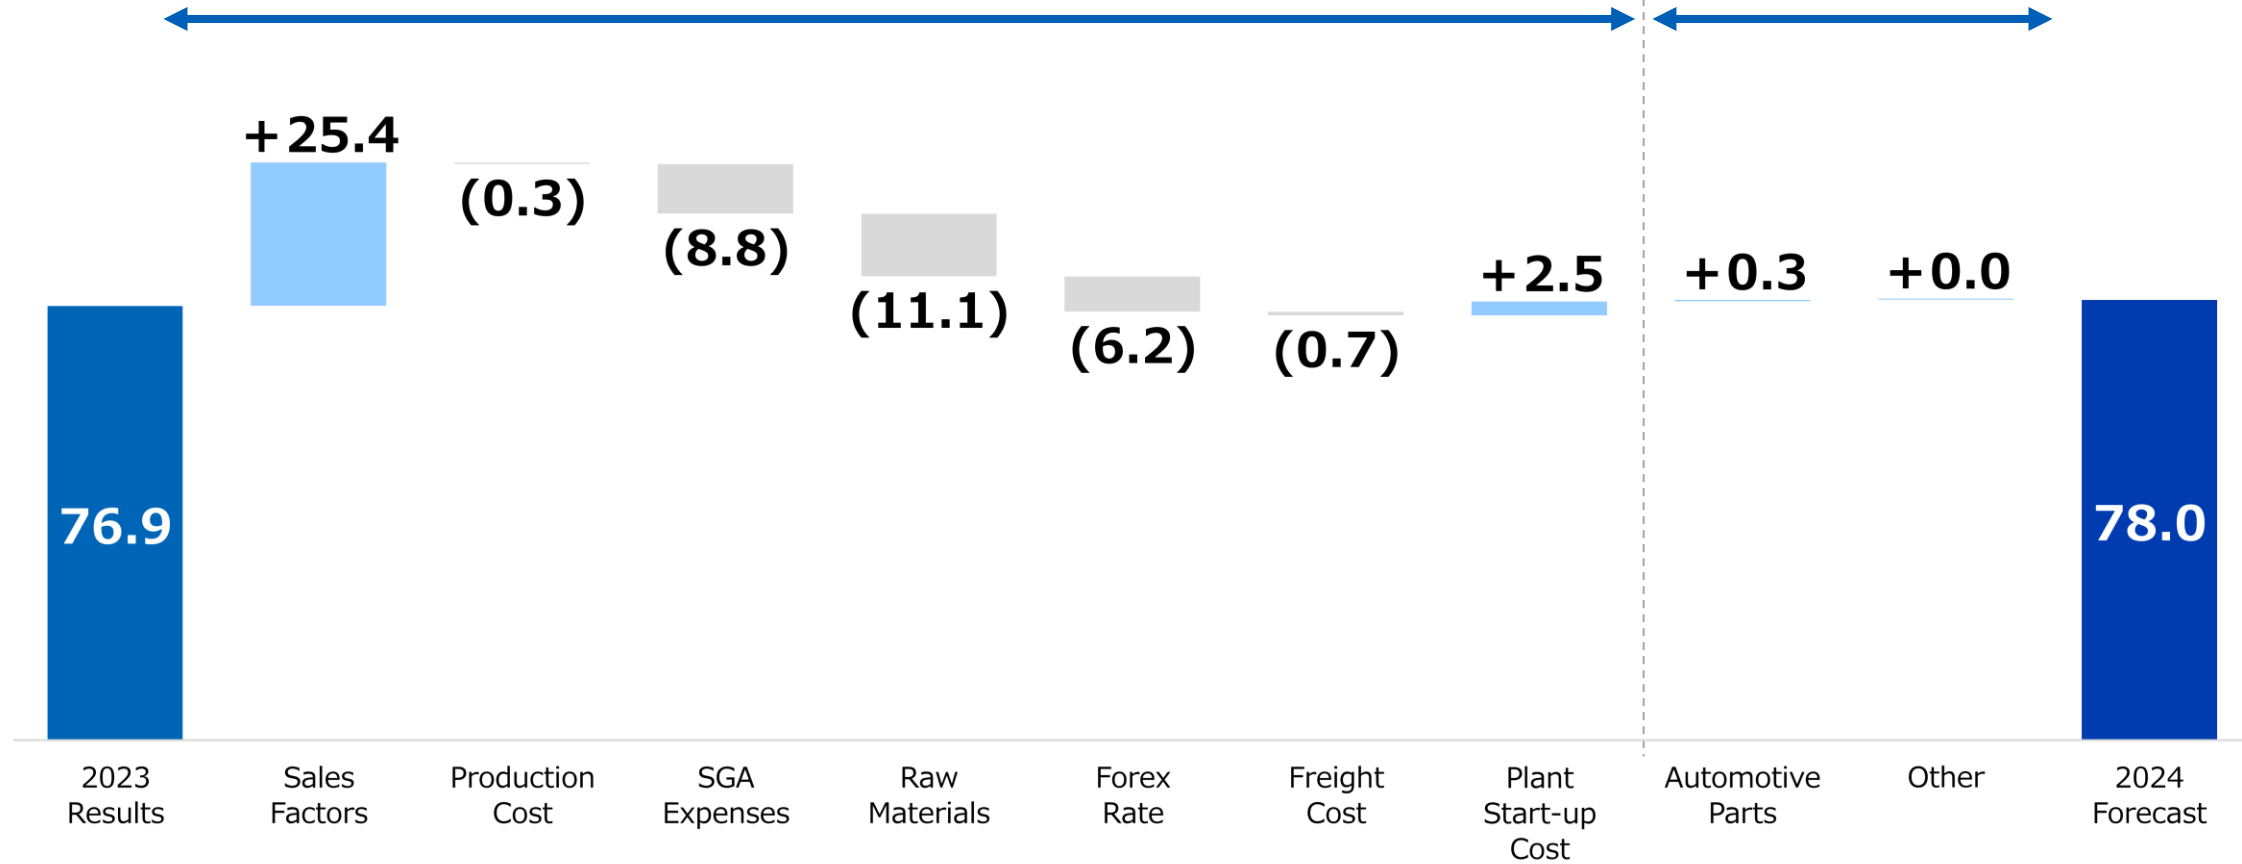 +25.4
(0.3)
(8.8)
(11.1)
(6.2)
(0.7)
+2.5
+0.3
+0.0
76.9
78.0
2023
Results
Sales
Factors
Production
Cost
SGA
Expenses
Raw
Materials
Forex
Rate
Freight
Cost
Plant
Start-up
Cost
Automotive
Parts
Other
2024
Forecast